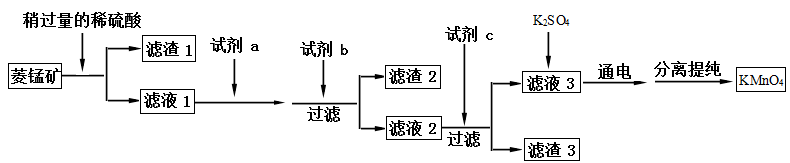 稍过量的稀硫酸
菱锰矿
滤渣 1
滤液 1
试剂 a
试剂 b
过滤
滤渣 2
滤液 2
试剂 c
过滤
K₂SO₄
滤液 3
滤渣 3
通电
分离提纯
KMnO₄